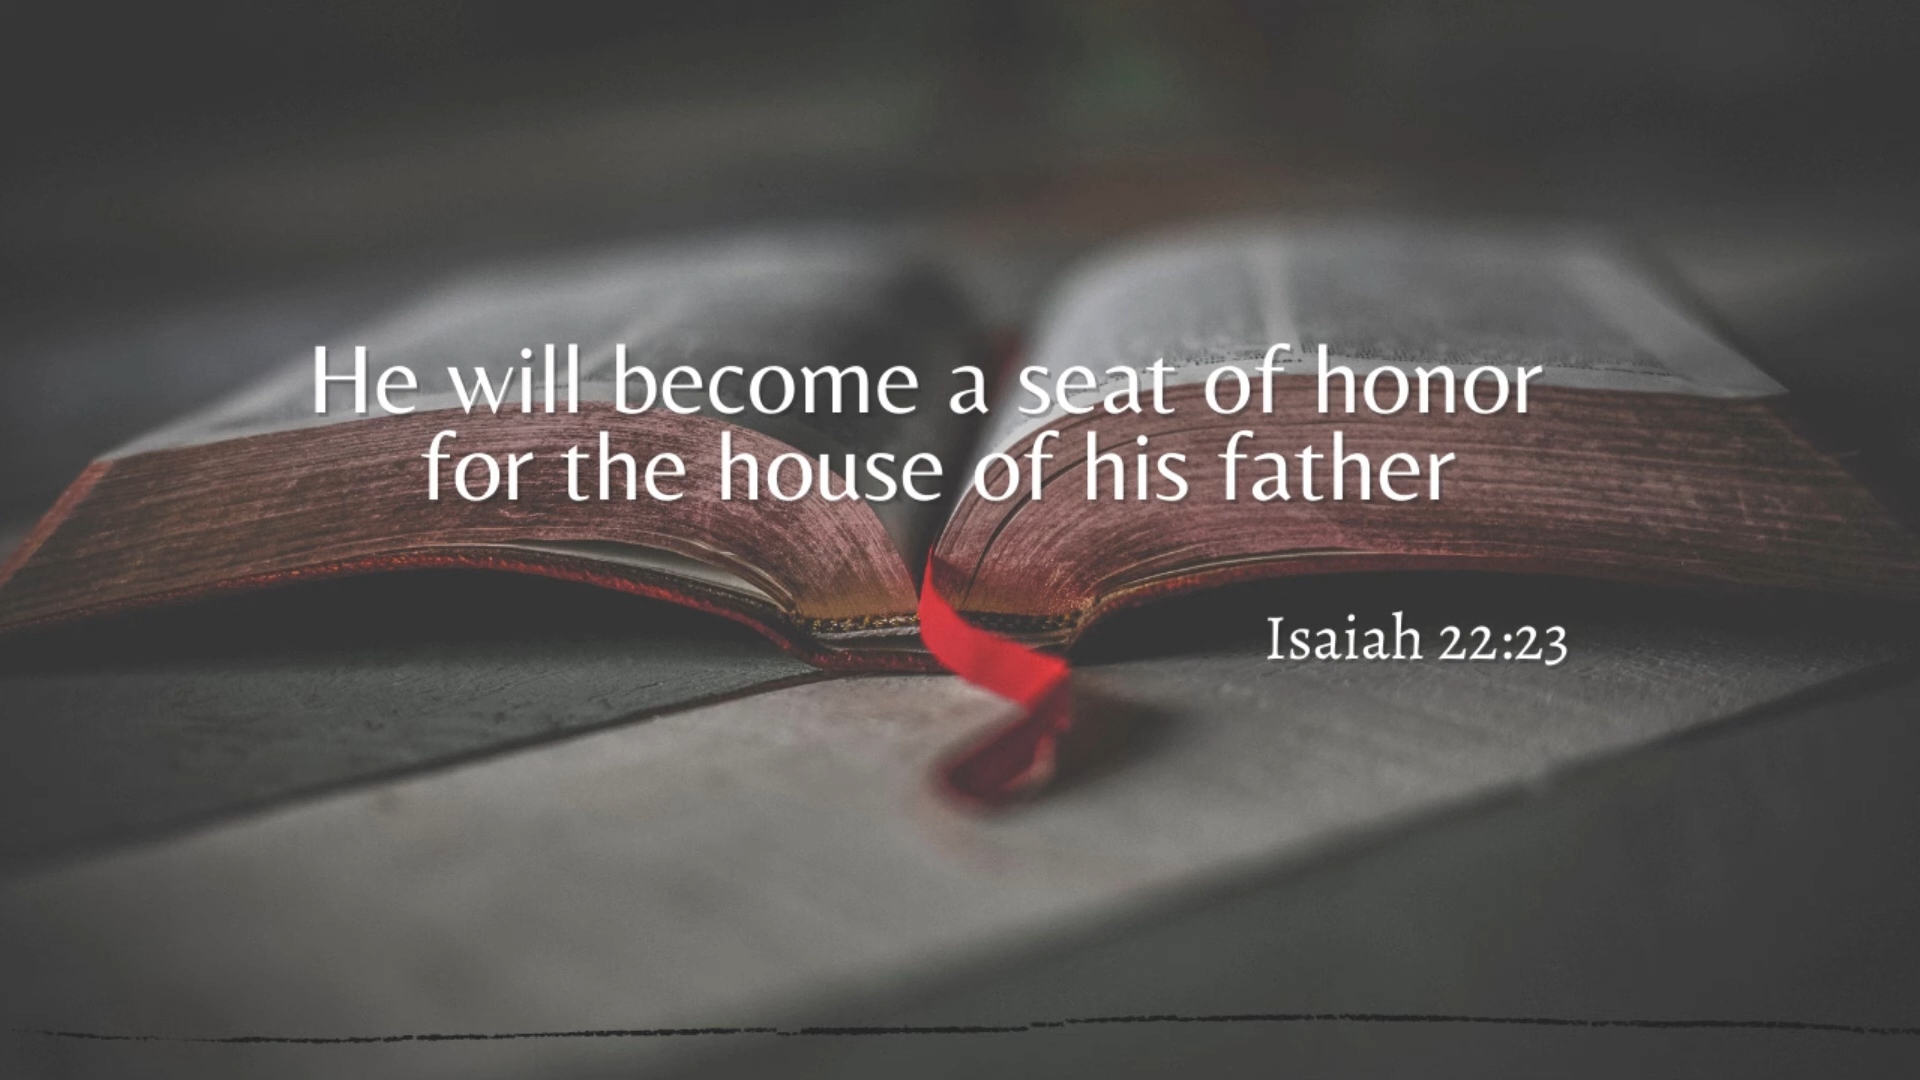 He will become a seat of honor
for the house of his father
Isaiah 22:23